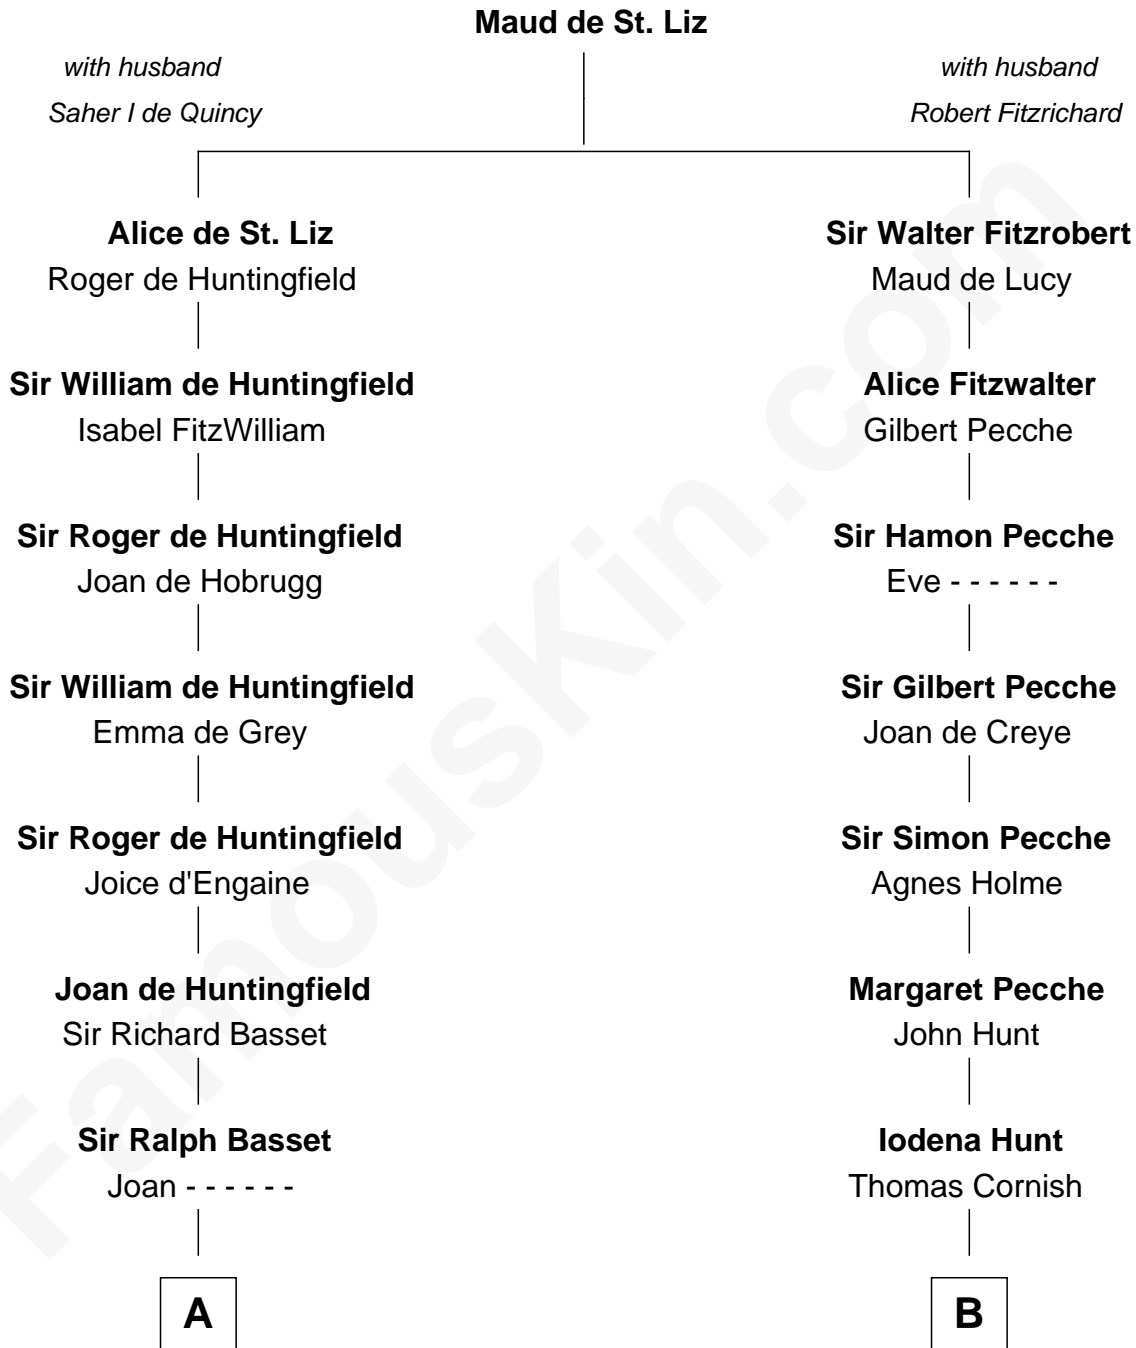 Maud de St. Liz
with husband
Saher I de Quincy
with husband
Robert Fitzrichard
Alice de St. Liz
Roger de Huntingfield
Sir William de Huntingfield
Isabel FitzWilliam
Sir Roger de Huntingfield
Joan de Hobrugg
Sir William de Huntingfield
Emma de Grey
Sir Roger de Huntingfield
Joice d'Engaine
Joan de Huntingfield
Sir Richard Basset
Sir Ralph Basset
Joan - - - - - -
A
Sir Walter Fitzrobert
Maud de Lucy
Alice Fitzwalter
Gilbert Pecche
Sir Hamon Pecche
Eve - - - - - -
Sir Gilbert Pecche
Joan de Creye
Sir Simon Pecche
Agnes Holme
Margaret Pecche
John Hunt
Iodena Hunt
Thomas Cornish
B
FamousKin.com